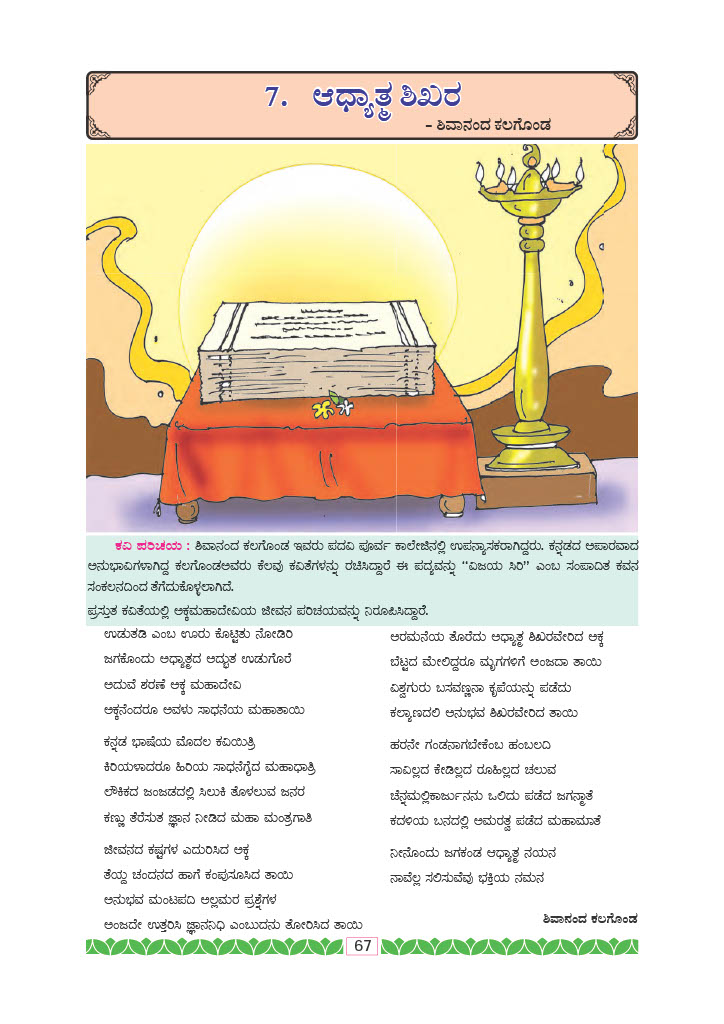 7. ಆಧ್ಯಾತ್ಮ ಶಿಖರ
– ಶಿವಾನಂದ ಕಲಗೊಂಡ
ಕವಿ ಪರಿಚಯ : ಶಿವಾನಂದ ಕಲಗೊಂಡ ಇವರು ಪದವಿ ಪೂರ್ವ ಕಾಲೇಜಿನಲ್ಲಿ ಉಪನ್ಯಾಸಕರಾಗಿದ್ದರು. ಕನ್ನಡದ ಅಪಾರವಾದ
ಅನುಭಾವಿಗಳಾಗಿದ್ದ ಕಲಗೊಂಡಅವರು ಕೆಲವು ಕವಿತೆಗಳನ್ನು ರಚಿಸಿದ್ದಾರೆ ಈ ಪದ್ಯವನ್ನು “ವಿಜಯ ಸಿರಿ” ಎಂಬ ಸಂಪಾದಿತ ಕವನ
ಸಂಕಲನದಿಂದ ತೆಗೆದುಕೊಳ್ಳಲಾಗಿದೆ.
ಪ್ರಸ್ತುತ ಕವಿತೆಯಲ್ಲಿ ಅಕ್ಕಮಹಾದೇವಿಯ ಜೀವನ ಪರಿಚಯವನ್ನು ನಿರೂಪಿಸಿದ್ದಾರೆ.
ಉಡುತಡಿ ಎಂಬ ಊರು ಕೊಟ್ಟಿತು ನೋಡಿರಿ
ಜಗಕೊಂದು ಅಧ್ಯಾತ್ಮದ ಅದ್ಭುತ ಉಡುಗೊರೆ
ಅದುವೆ ಶರಣೆ ಅಕ್ಕ ಮಹಾದೇವಿ
ಅಕ್ಕನೆಂದರೂ ಅವಳು ಸಾಧನೆಯ ಮಹಾತಾಯಿ
ಕನ್ನಡ ಭಾಷೆಯ ಮೊದಲ ಕವಿಯಿತ್ರಿ
ಕಿರಿಯಳಾದರೂ ಹಿರಿಯ ಸಾಧನೆಗೈದ ಮಹಾಧಾತ್ರಿ
ಲೌಕಿಕದ ಜಂಜಡದಲ್ಲಿ ಸಿಲುಕಿ ತೊಳಲುವ ಜನರ
ಕಣ್ಣು ತೆರೆಸುತ ಜ್ಞಾನ ನೀಡಿದ ಮಹಾ ಮಂತ್ರಗಾತಿ
ಜೀವನದ ಕಷ್ಟಗಳ ಎದುರಿಸಿದ ಅಕ್ಕ
ತೆಯ್ದ ಚಂದನದ ಹಾಗೆ ಕಂಪುಸೂಸಿದ ತಾಯಿ
ಅನುಭವ ಮಂಟಪದಿ ಅಲ್ಲಮರ ಪ್ರಶ್ನೆಗಳ
ಅಂಜದೇ ಉತ್ತರಿಸಿ ಜ್ಞಾನನಿಧಿ ಎಂಬುದನು ತೋರಿಸಿದ ತಾಯಿ
ಅರಮನೆಯ ತೊರೆದು ಆಧ್ಯಾತ್ಮ ಶಿಖರವೇರಿದ ಅಕ್ಕ
ಬೆಟ್ಟದ ಮೇಲಿದ್ದರೂ ಮೃಗಗಳಿಗೆ ಅಂಜದಾ ತಾಯಿ
ವಿಶ್ವಗುರು ಬಸವಣ್ಣನಾ ಕೃಪೆಯನ್ನು ಪಡೆದು
ಕಲ್ಯಾಣದಲಿ ಅನುಭವ ಶಿಖರವೇರಿದ ತಾಯಿ
ಹರನೇ ಗಂಡನಾಗಬೇಕೆಂಬ ಹಂಬಲದಿ
ಸಾವಿಲ್ಲದ ಕೇಡಿಲ್ಲದ ರೂಹಿಲ್ಲದ ಚಲುವ
ಚೆನ್ನಮಲ್ಲಿಕಾರ್ಜುನನನು ಒಲಿದು ಪಡೆದ ಜಗನ್ಮಾತೆ
ಕದಳಿಯ ಬನದಲ್ಲಿ ಅಮರತ್ವ ಪಡೆದ ಮಹಾಮಾತೆ
ನೀನೊಂದು ಜಗಕಂಡ ಆಧ್ಯಾತ್ಮ ನಯನ
ನಾವೆಲ್ಲ ಸಲಿಸುವೆವು ಭಕ್ತಿಯ ನಮನ
ಶಿವಾನಂದ ಕಲಗೊಂಡ
67